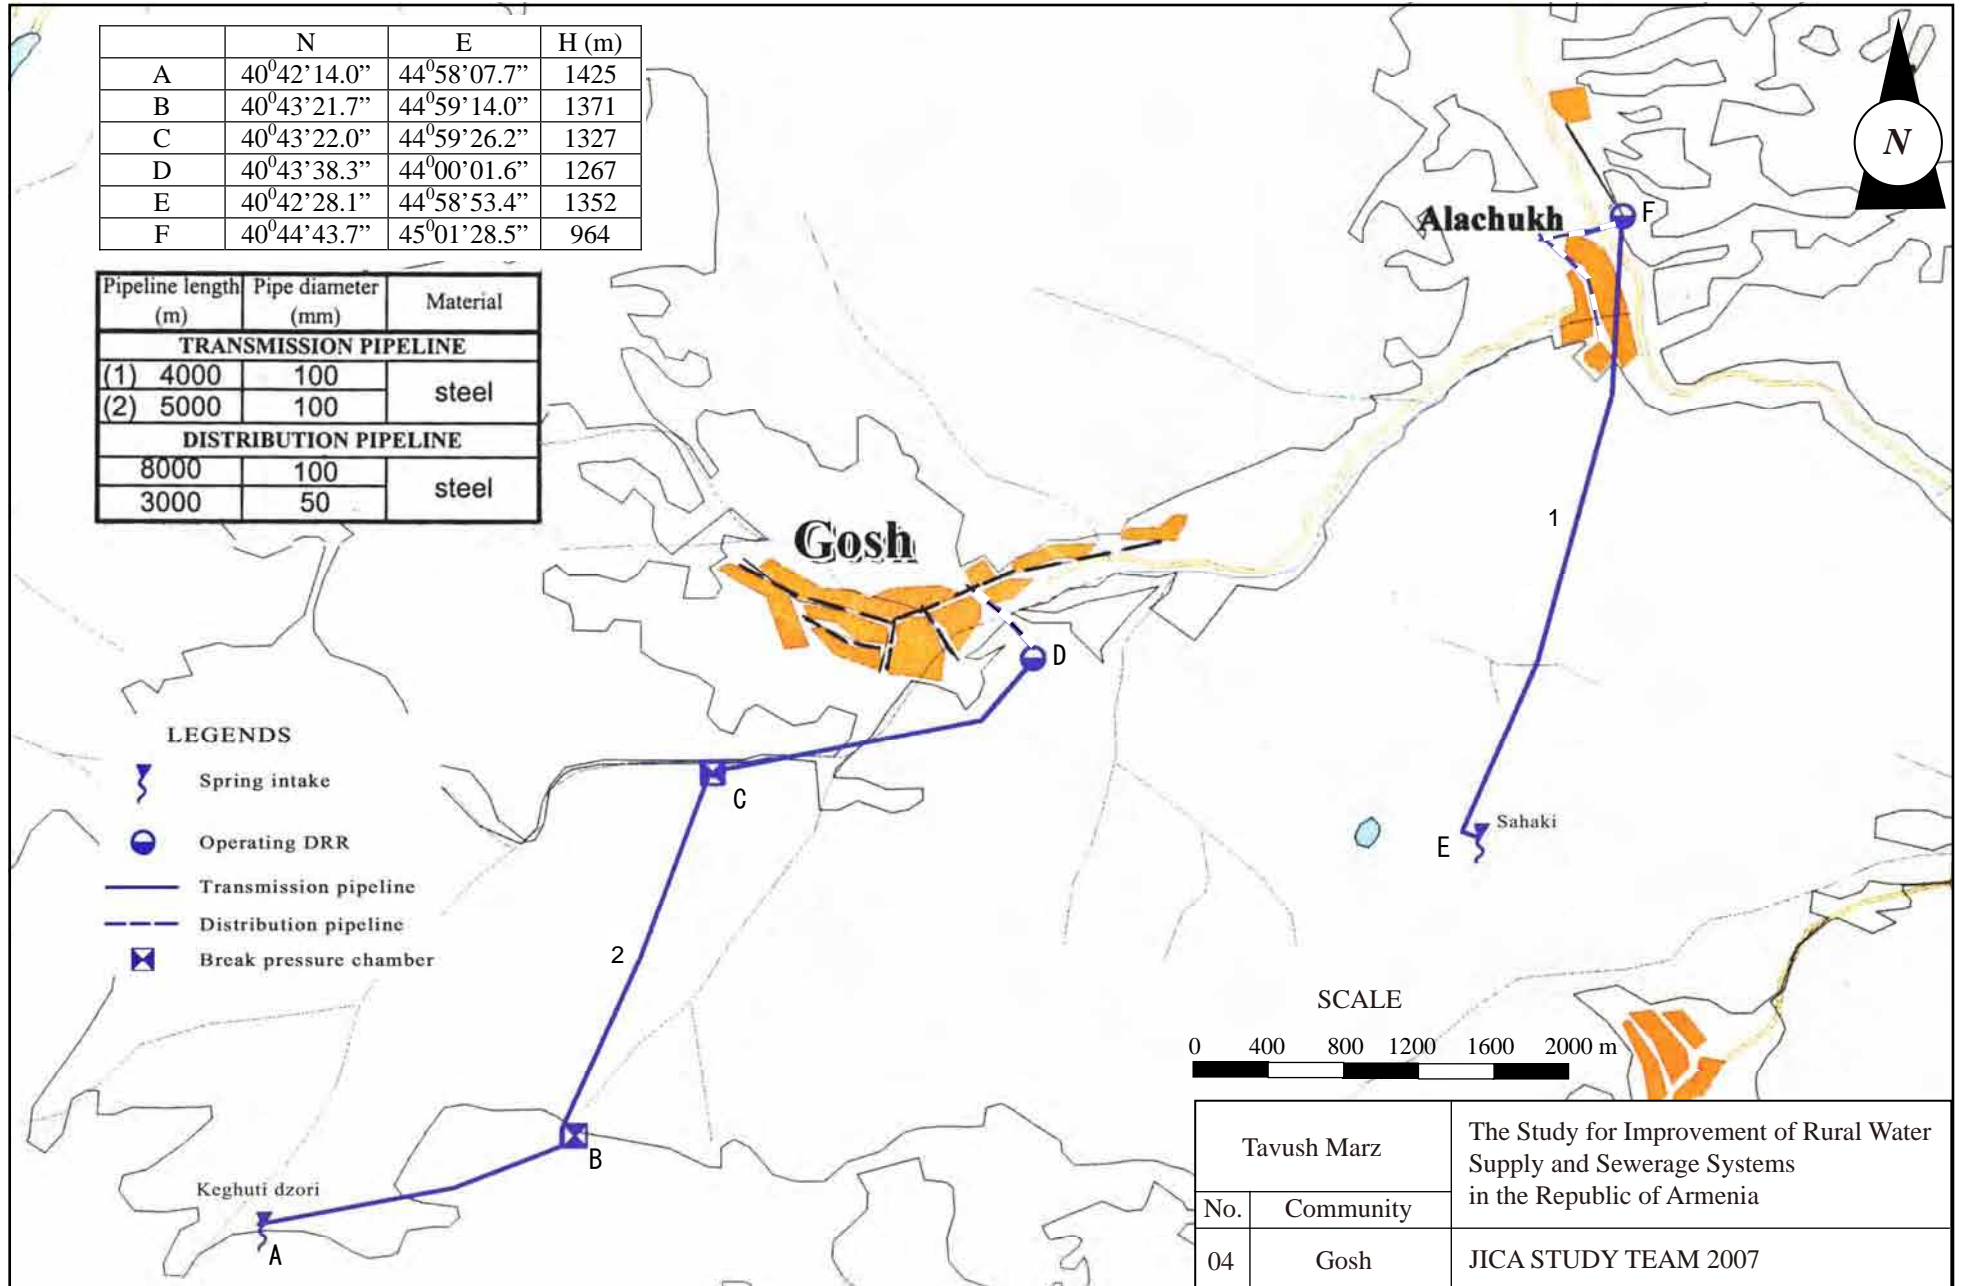 N E H (m)
A 40⁰42’14.0” 44⁰58’07.7” 1425
B 40⁰43’21.7” 44⁰59’14.0” 1371
C 40⁰43’22.0” 44⁰59’26.2” 1327
D 40⁰43’38.3” 44⁰00’01.6” 1267
E 40⁰42’28.1” 44⁰58’53.4” 1352
F 40⁰44’43.7” 45⁰01’28.5” 964
Pipeline length (m) Pipe diameter (mm) Material
TRANSMISSION PIPELINE
(1) 4000 100 steel
(2) 5000 100
DISTRIBUTION PIPELINE
8000 100 steel
3000 50
N
Alachukh
F
1
Gosh
D
C
Sahaki
E
2
B
Keghuti dzori
A
LEGENDS
Spring intake
Operating DRR
Transmission pipeline
Distribution pipeline
Break pressure chamber
SCALE
0 400 800 1200 1600 2000 m
Tavush Marz
The Study for Improvement of Rural Water
Supply and Sewerage Systems
in the Republic of Armenia
No. Community
04 Gosh
JICA STUDY TEAM 2007